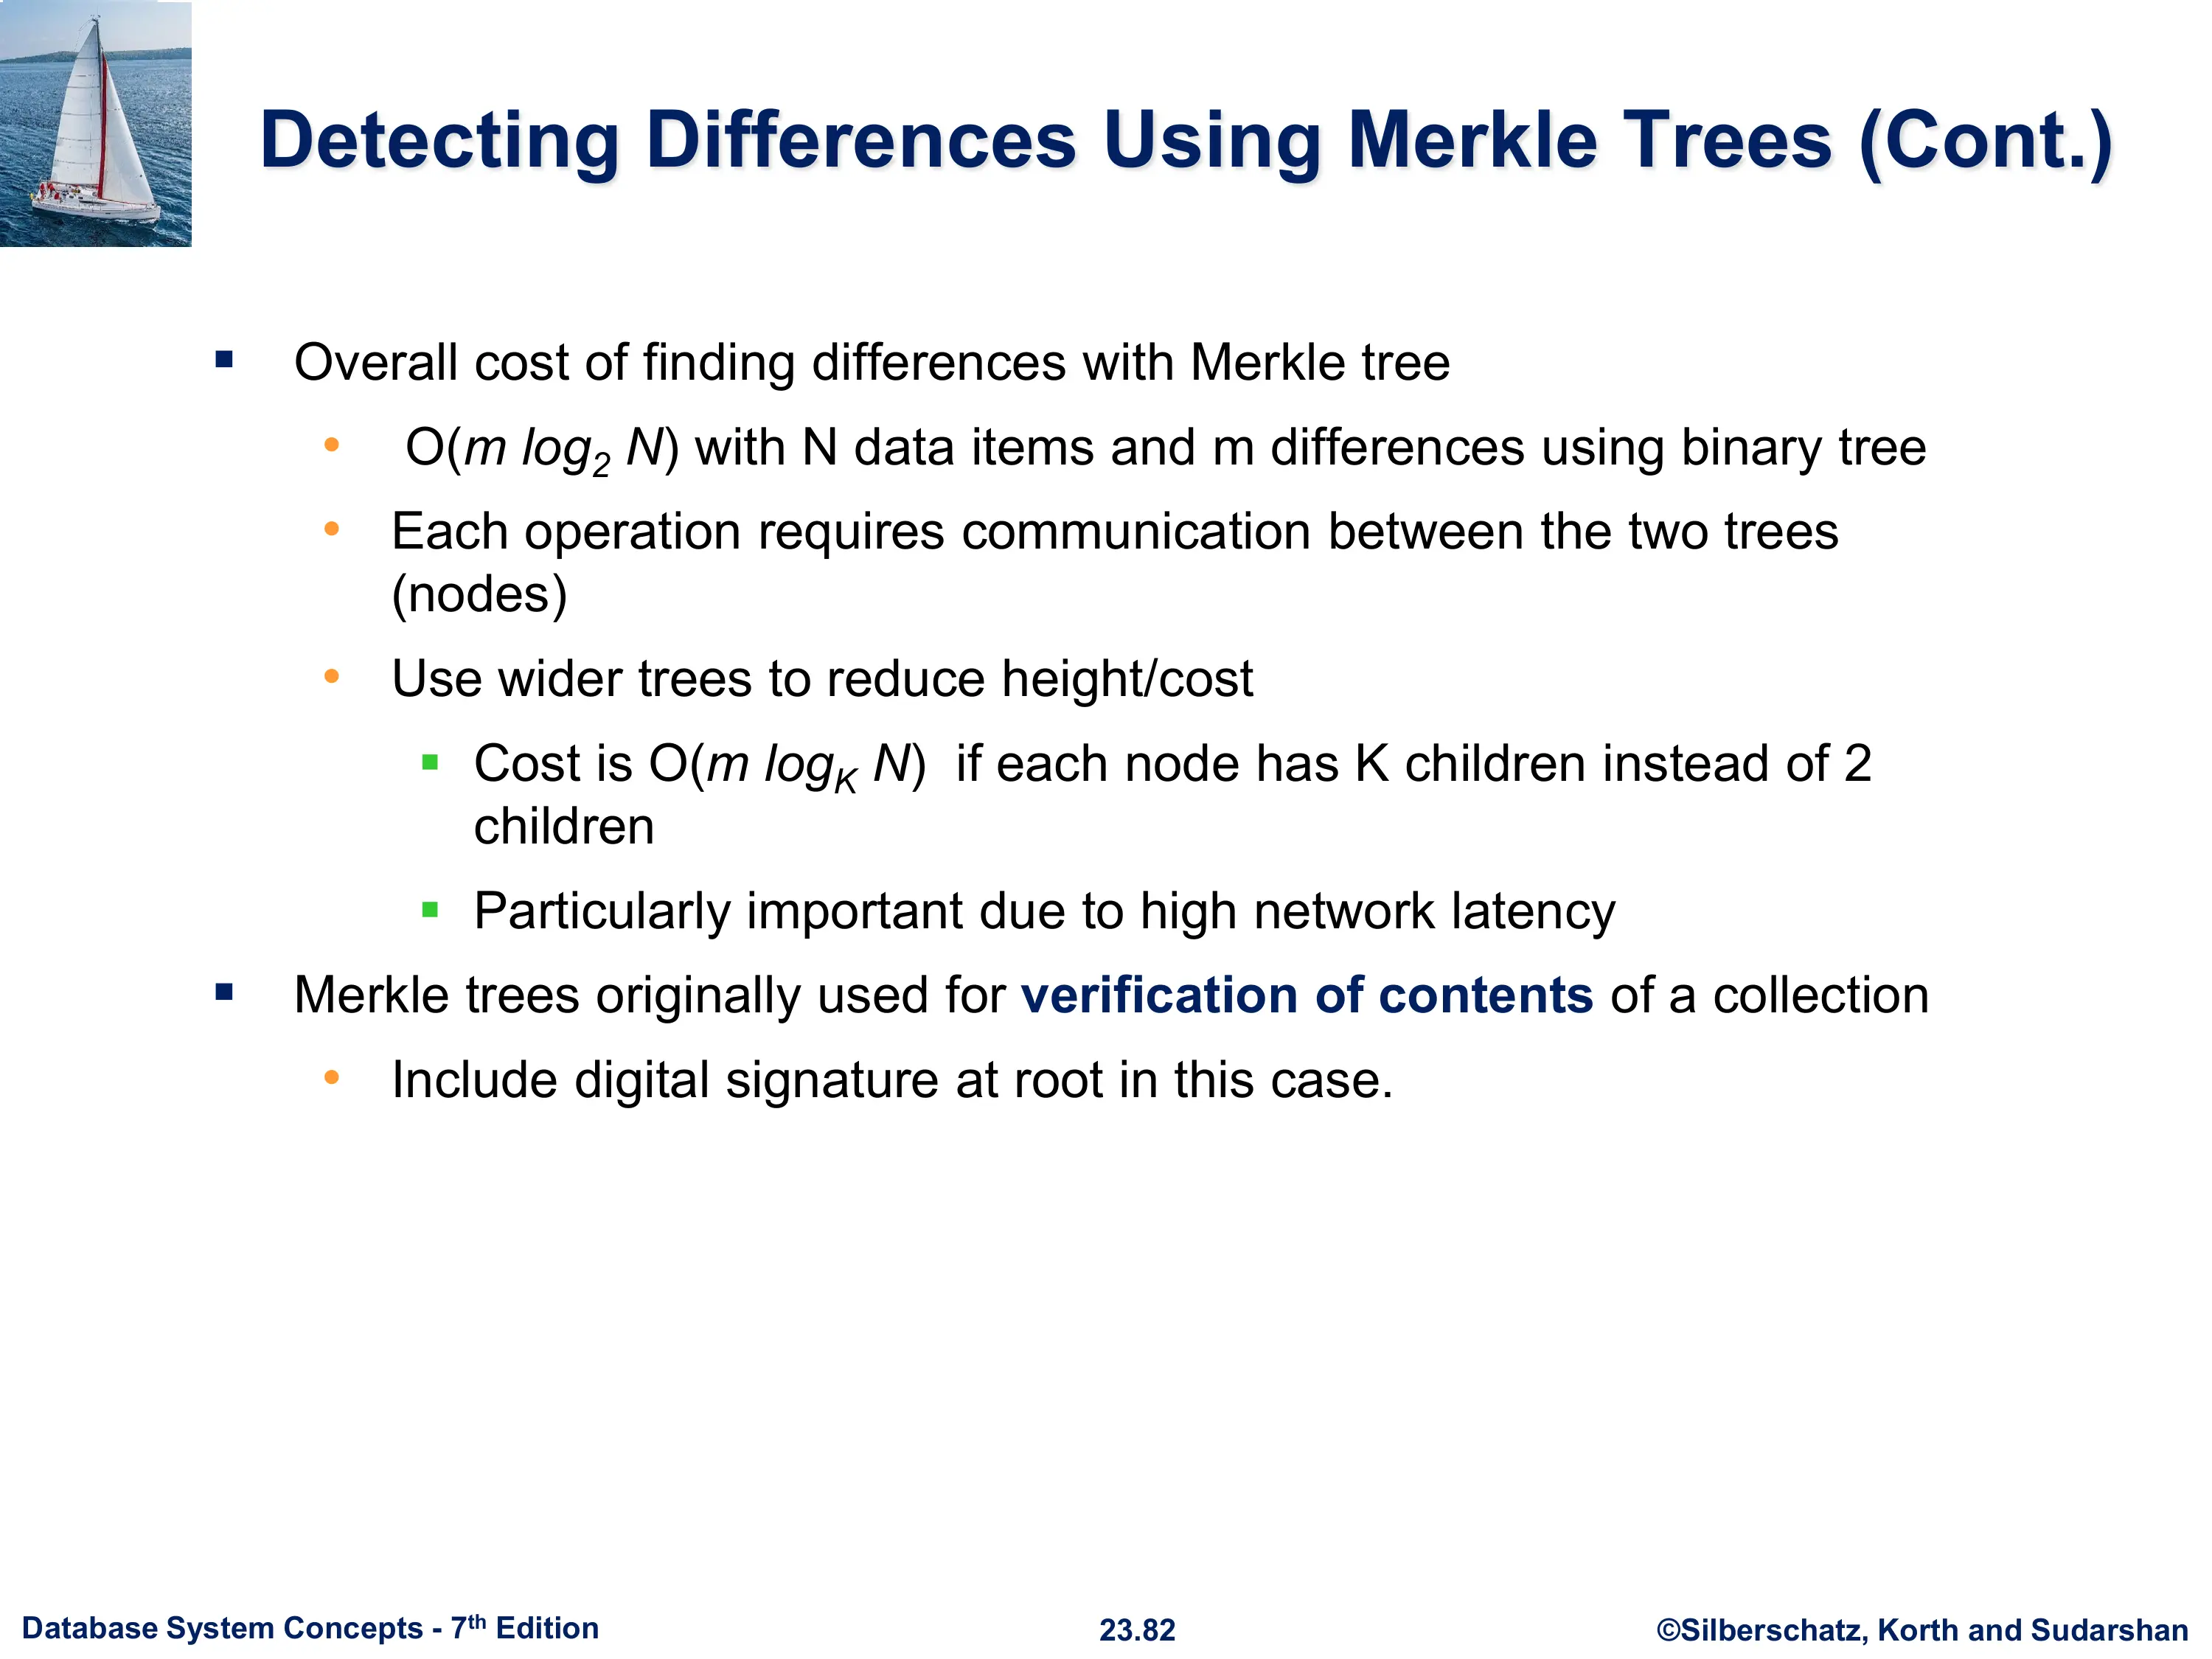 Detecting Differences Using Merkle Trees (Cont.)
▪ Overall cost of finding differences with Merkle tree
• O(m log₂ N) with N data items and m differences using binary tree
• Each operation requires communication between the two trees
(nodes)
• Use wider trees to reduce height/cost
▪ Cost is O(m log_K N) if each node has K children instead of 2
children
▪ Particularly important due to high network latency
▪ Merkle trees originally used for verification of contents of a collection
• Include digital signature at root in this case.
Database System Concepts - 7th Edition
23.82
©Silberschatz, Korth and Sudarshan